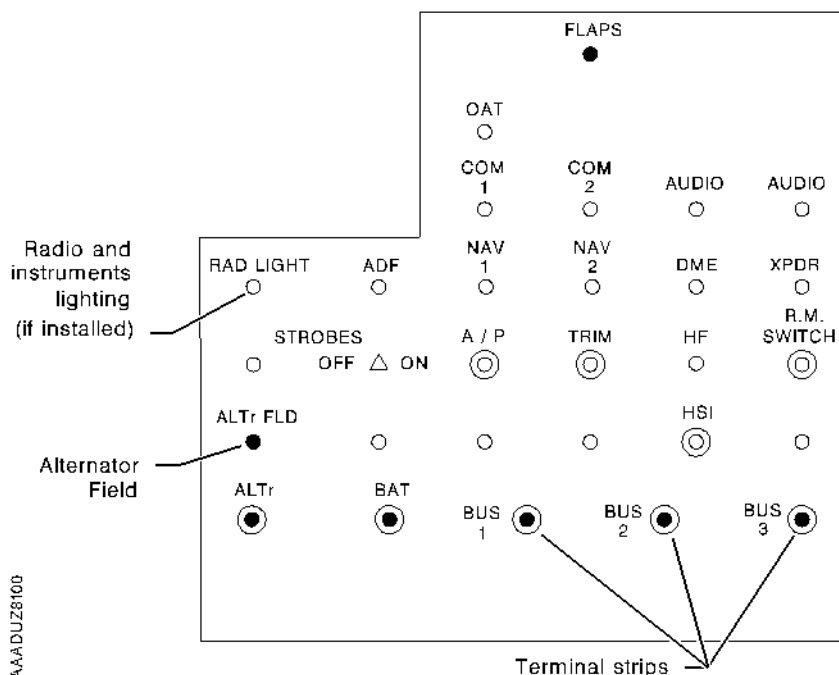 FLAPS
OAT
COM 1
COM 2
AUDIO
AUDIO
Radio and
instruments
lighting
(if installed)
RAD LIGHT
ADF
NAV 1
NAV 2
DME
XPDR
STROBES
OFF
ON
A / P
TRIM
HF
R.M. SWITCH
ALTr FLD
HSI
Alternator
Field
ALTr
BAT
BUS 1
BUS 2
BUS 3
AAADUZ8100
Terminal strips